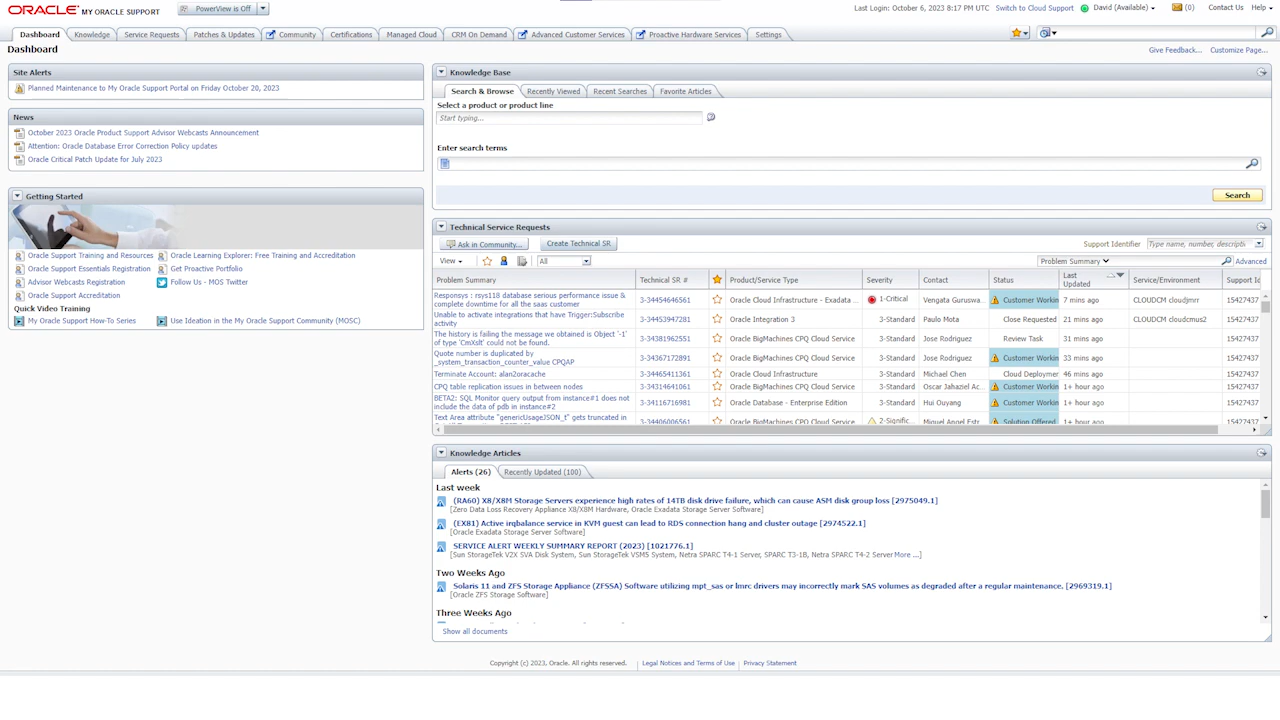 ORACLE MY ORACLE SUPPORT
PowerView is Off
Last Login: October 6, 2023 8:17 PM UTC Switch to Cloud Support David (Available) (0) Contact Us Help
Dashboard Knowledge Service Requests Patches & Updates Community Certifications Managed Cloud CRM On Demand Advanced Customer Services Proactive Hardware Services Settings
Dashboard
Give Feedback... Customize Page...
Site Alerts
Planned Maintenance to My Oracle Support Portal on Friday October 20, 2023
News
October 2023 Oracle Product Support Advisor Webcasts Announcement
Attention: Oracle Database Error Correction Policy updates
Oracle Critical Patch Update for July 2023
Getting Started
Oracle Support Training and Resources Oracle Learning Explorer: Free Training and Accreditation
Oracle Support Essentials Registration Get Proactive Portfolio
Advisor Webcasts Registration Follow Us - MOS Twitter
Oracle Support Accreditation
Quick Video Training
My Oracle Support How-To Series Use Ideation in the My Oracle Support Community (MOSC)
Knowledge Base
Search & Browse Recently Viewed Recent Searches Favorite Articles
Select a product or product line
Start typing...
Enter search terms
Search
Technical Service Requests
Ask in Community... Create Technical SR Support Identifier Type name, number, descripti
View All Problem Summary Advanced
Problem Summary Technical SR # Product/Service Type Severity Contact Status Last Updated Service/Environment Support Id
Responsys : rsys118 database serious performance issue & complete downtime for all the saas customer 3-34454646561 Oracle Cloud Infrastructure - Exadata ... 1-Critical Vengata Guruswa... Customer Workin 7 mins ago CLOUDCM cloudjmrr 15427437
Unable to activate integrations that have Trigger:Subscribe activity 3-34453947281 Oracle Integration 3 3-Standard Paulo Mota Close Requested 21 mins ago CLOUDCM cloudcmus2 15427437
The history is failing the message we obtained is Object '-1' of type 'CmXslt' could not be found. 3-34381962551 Oracle BigMachines CPQ Cloud Service 3-Standard Jose Rodriguez Review Task 31 mins ago 15427437
Quote number is duplicated by _system_transaction_counter_value CPQAP 3-34367172891 Oracle BigMachines CPQ Cloud Service 3-Standard Jose Rodriguez Customer Workin 33 mins ago 15427437
Terminate Account: alan2oracache 3-34465411361 Oracle Cloud Infrastructure 3-Standard Michael Chen Cloud Deploymer 46 mins ago 15427437
CPQ table replication issues in between nodes 3-34314641061 Oracle BigMachines CPQ Cloud Service 3-Standard Oscar Jahaziel Ac... Customer Workin 1+ hour ago 15427437
BETA2: SQL Monitor query output from instance#1 does not include the data of pdb in instance#2 3-34116716981 Oracle Database - Enterprise Edition 3-Standard Hui Ouyang Customer Workin 1+ hour ago 15427437
Text Area attribute "genericUsageJSON_t" gets truncated in 3-34406006561 Oracle BigMachines CPQ Cloud Service 2-Signific... Miguel Angel Estr Solution Offered 1+ hour ago 15427437
Knowledge Articles
Alerts (26) Recently Updated (100)
Last week
(RA60) X8/X8M Storage Servers experience high rates of 14TB disk drive failure, which can cause ASM disk group loss [2975049.1]
[Zero Data Loss Recovery Appliance X8/X8M Hardware, Oracle Exadata Storage Server Software]
(EX81) Active irqbalance service in KVM guest can lead to RDS connection hang and cluster outage [2974522.1]
[Oracle Exadata Storage Server Software]
SERVICE ALERT WEEKLY SUMMARY REPORT (2023) [1021776.1]
[Sun StorageTek V2X SVA Disk System, Sun StorageTek VSM5 System, Netra SPARC T4-1 Server, SPARC T3-1B, Netra SPARC T4-2 Server More ...]
Two Weeks Ago
Solaris 11 and ZFS Storage Appliance (ZFSSA) Software utilizing mpt_sas or lmrc drivers may incorrectly mark SAS volumes as degraded after a regular maintenance. [2969319.1]
[Oracle ZFS Storage Software]
Three Weeks Ago
Show all documents
Copyright (c) 2023, Oracle. All rights reserved. Legal Notices and Terms of Use Privacy Statement